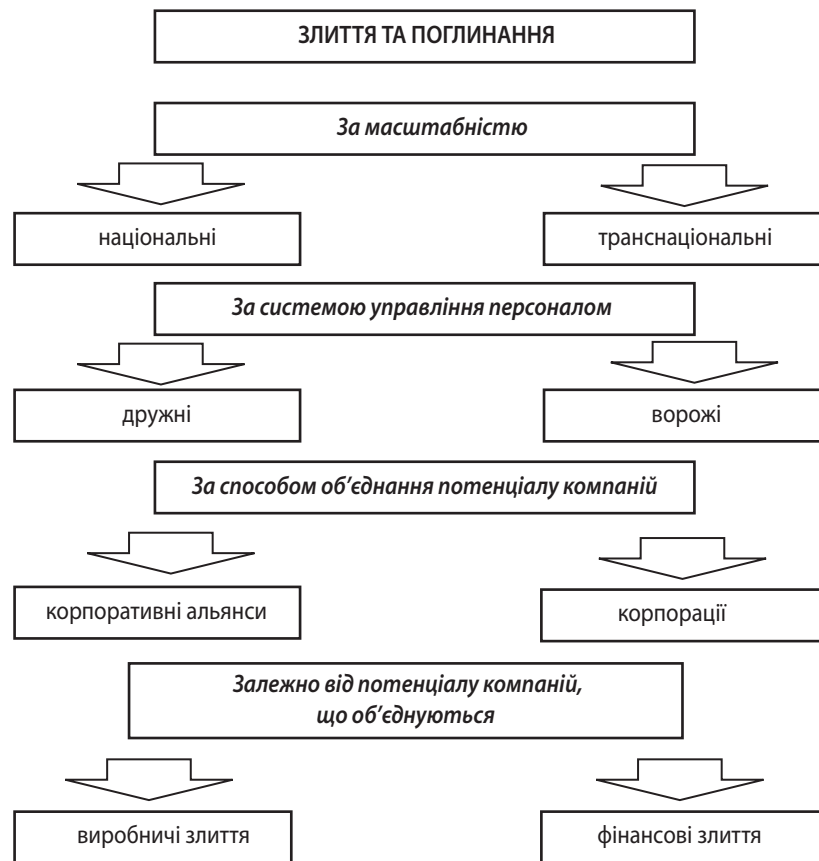 ЗЛИТТЯ ТА ПОГЛИНАННЯ
За масштабністю
національні
транснаціональні
За системою управління персоналом
дружні
ворожі
За способом об’єднання потенціалу компаній
корпоративні альянси
корпорації
Залежно від потенціалу компаній,
що об’єднуються
виробничі злиття
фінансові злиття